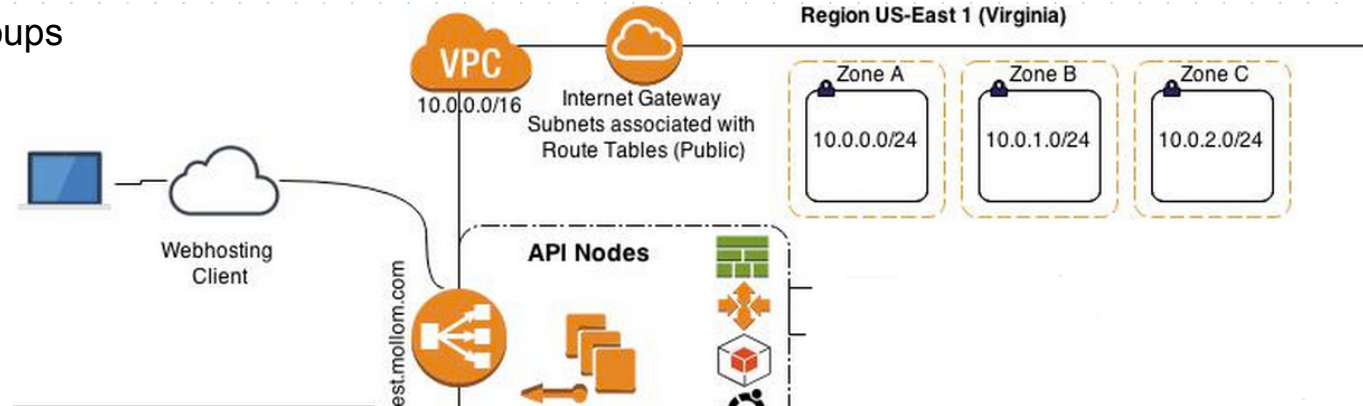 oups
Region US-East 1 (Virginia)
VPC
10.0.0.0/16
Internet Gateway
Subnets associated with
Route Tables (Public)
Zone A
Zone B
Zone C
10.0.0.0/24
10.0.1.0/24
10.0.2.0/24
Webhosting
Client
API Nodes
est.mollom.com